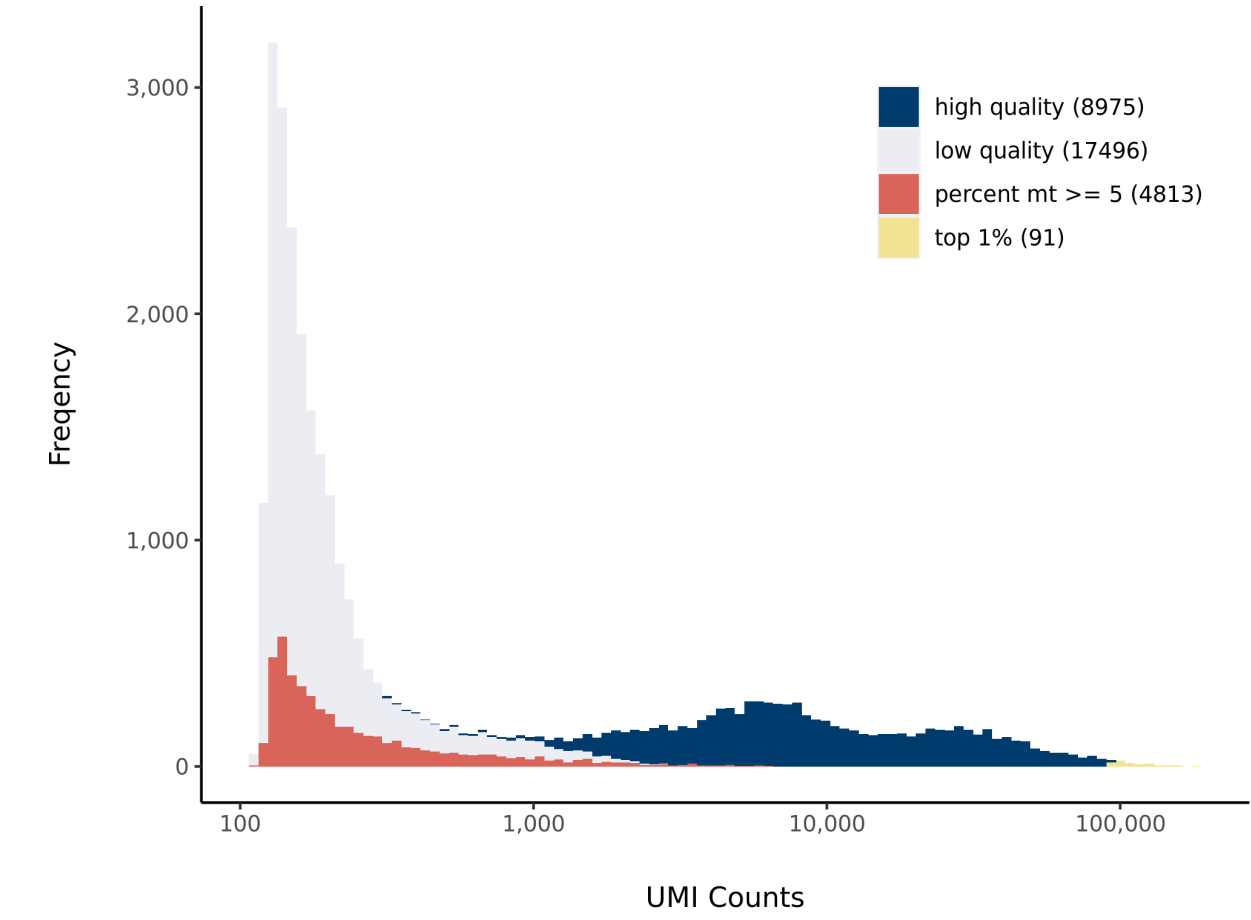 3,000
2,000
1,000
0
Freqency
high quality (8975)
low quality (17496)
percent mt >= 5 (4813)
top 1% (91)
100
1,000
10,000
100,000
UMI Counts